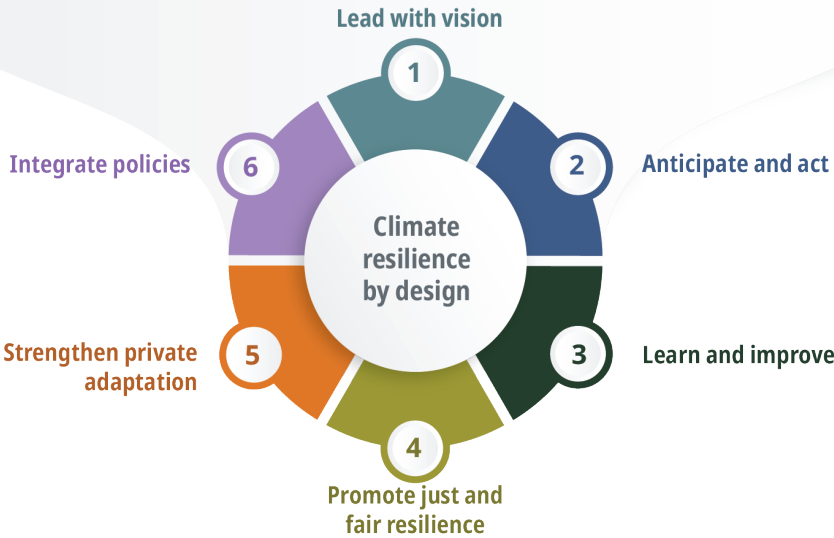 Lead with vision
1
2
Anticipate and act
3
Learn and improve
4
Promote just and
fair resilience
5
Strengthen private
adaptation
6
Integrate policies
Climate
resilience
by design